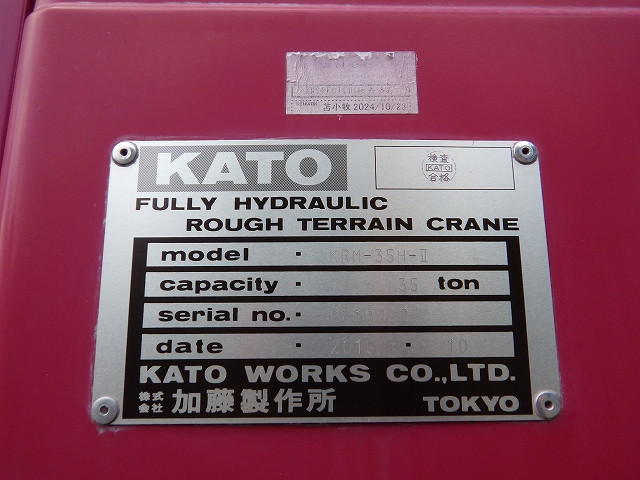 苫小牧 2024/10/23
KATO
検査
KATO
合格
FULLY HYDRAULIC
ROUGH TERRAIN CRANE
model · KRM-35H-Ⅱ
capacity · 35 ton
serial no. ·
date · · 10
KATO WORKS CO.,LTD.
株式会社 加藤製作所 TOKYO